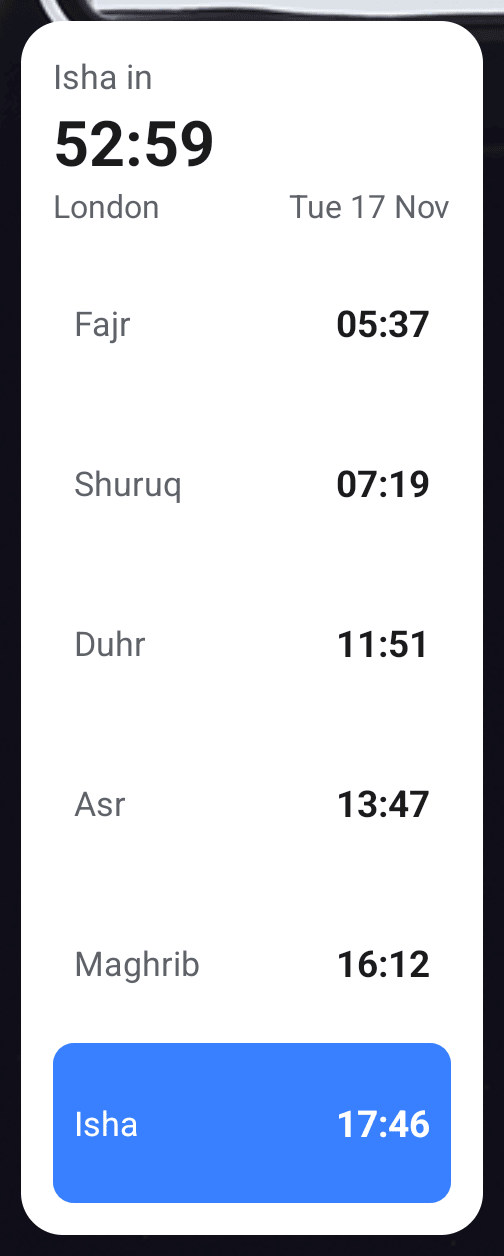 Isha in
52:59
London Tue 17 Nov
Fajr 05:37
Shuruq 07:19
Duhr 11:51
Asr 13:47
Maghrib 16:12
Isha 17:46